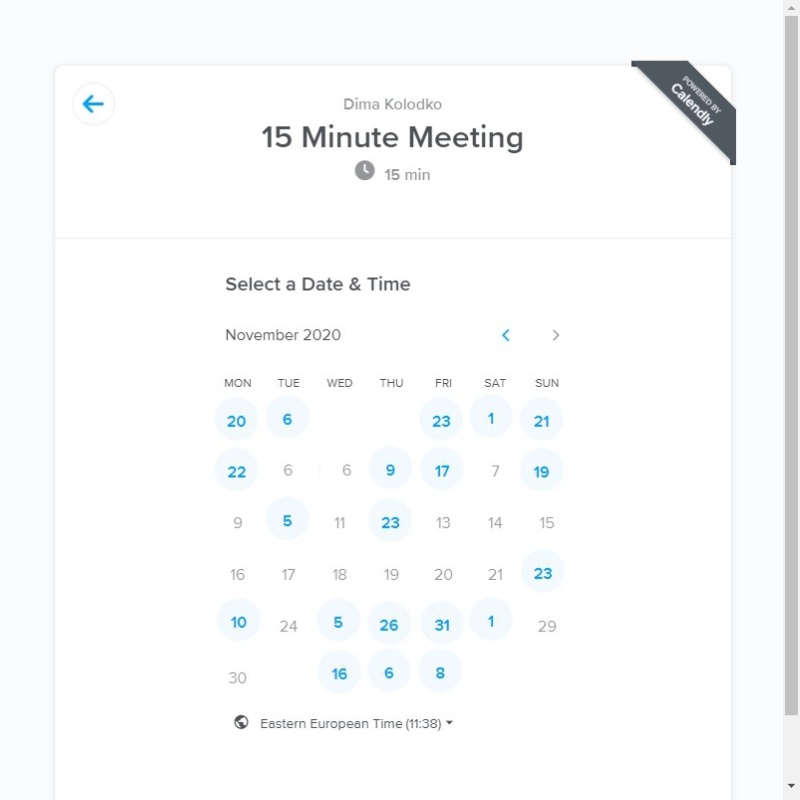 POWERED BY
Calendly
Dima Kolodko
15 Minute Meeting
15 min
Select a Date & Time
November 2020
MON TUE WED THU FRI SAT SUN
20 6 23 1 21
22 6 6 9 17 7 19
9 5 11 23 13 14 15
16 17 18 19 20 21 23
10 24 5 26 31 1 29
30 16 6 8
Eastern European Time (11:38)